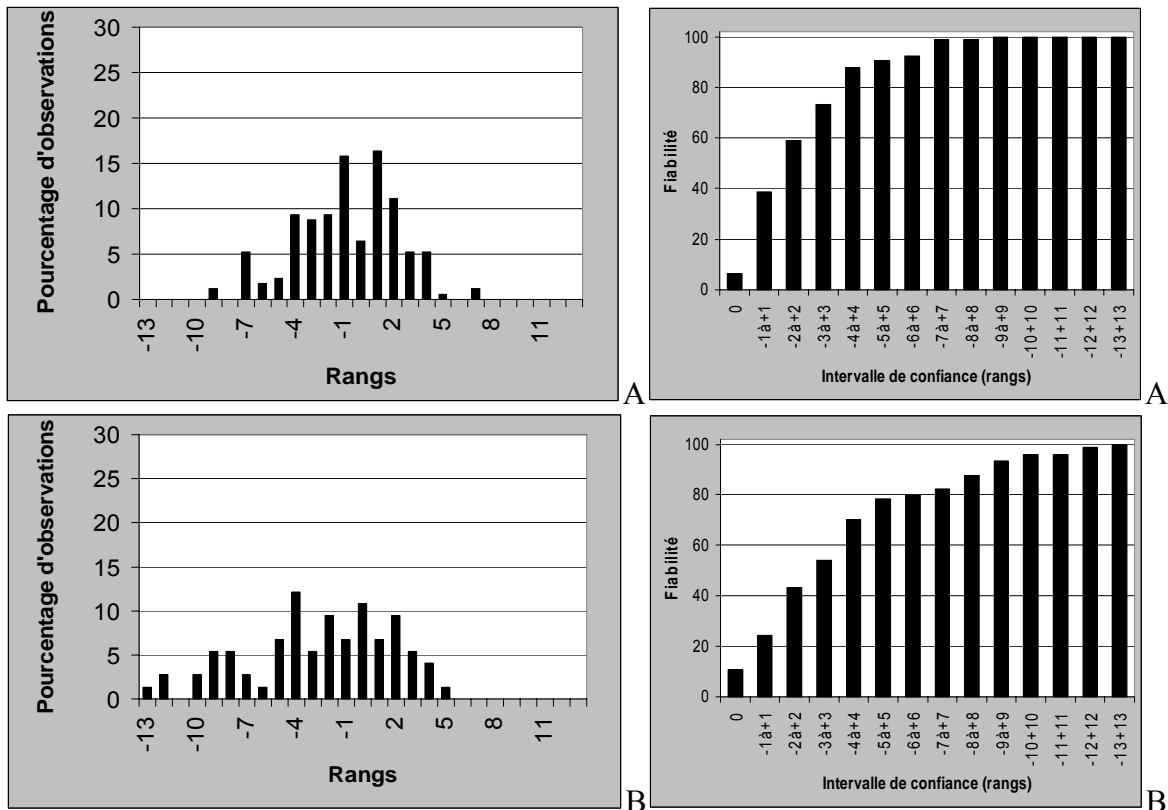 Pourcentage d'observations
30
25
20
15
10
5
0
-13
-10
-7
-4
-1
2
5
8
11
Rangs
A
Fiabilité
100
80
60
40
20
0
0
-1à+1
-2à+2
-3à+3
-4à+4
-5à+5
-6à+6
-7à+7
-8à+8
-9à+9
-10+10
-11+11
-12+12
-13+13
Intervalle de confiance (rangs)
A
Pourcentage d'observations
30
25
20
15
10
5
0
-13
-10
-7
-4
-1
2
5
8
11
Rangs
B
Fiabilité
100
80
60
40
20
0
0
-1à+1
-2à+2
-3à+3
-4à+4
-5à+5
-6à+6
-7à+7
-8à+8
-9à+9
-10+10
-11+11
-12+12
-13+13
Intervalle de confiance (rangs)
B